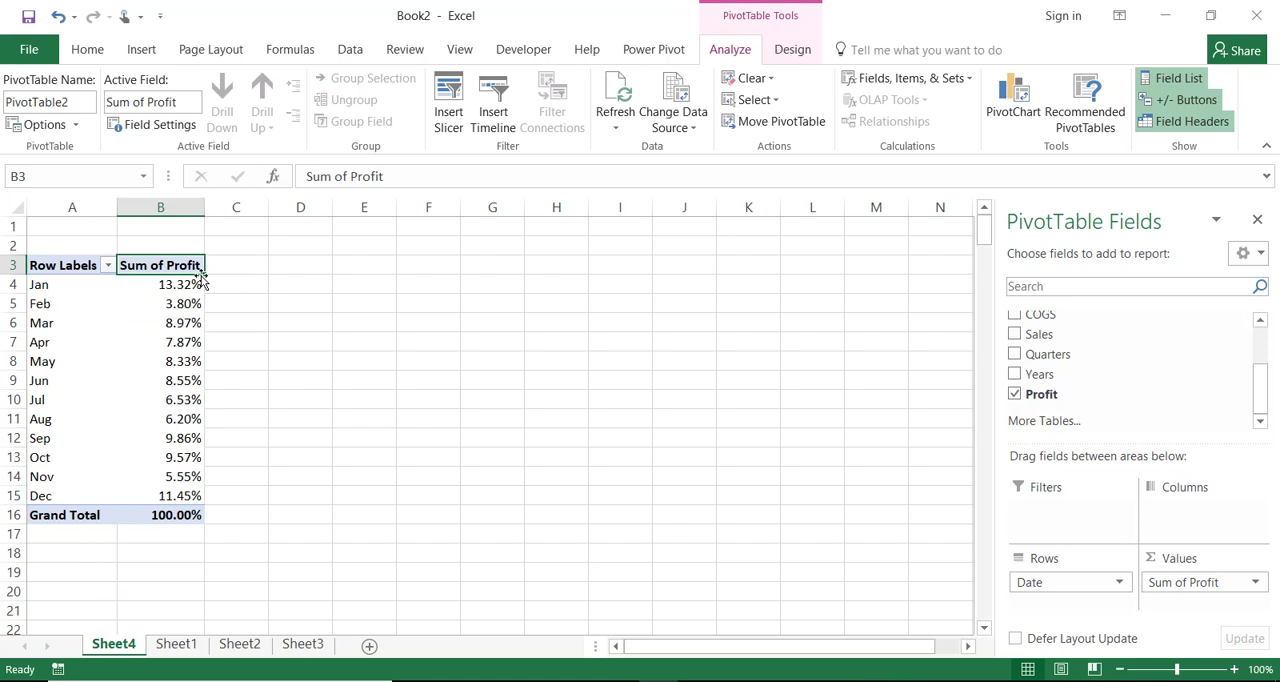 Book2 - Excel
PivotTable Tools
Sign in
File Home Insert Page Layout Formulas Data Review View Developer Help Power Pivot Analyze Design Tell me what you want to do Share
PivotTable Name:
PivotTable2
Options
PivotTable
Active Field:
Sum of Profit
Field Settings
Drill Down
Drill Up
Active Field
Group Selection
Ungroup
Group Field
Group
Insert Slicer
Insert Timeline
Filter Connections
Filter
Refresh
Change Data Source
Data
Clear
Select
Move PivotTable
Actions
Fields, Items, & Sets
OLAP Tools
Relationships
Calculations
PivotChart
Recommended PivotTables
Tools
Field List
+/- Buttons
Field Headers
Show
B3 fx Sum of Profit
A B C D E F G H I J K L M N
1
2
3 Row Labels Sum of Profit
4 Jan 13.32%
5 Feb 3.80%
6 Mar 8.97%
7 Apr 7.87%
8 May 8.33%
9 Jun 8.55%
10 Jul 6.53%
11 Aug 6.20%
12 Sep 9.86%
13 Oct 9.57%
14 Nov 5.55%
15 Dec 11.45%
16 Grand Total 100.00%
17
18
19
20
21
22
PivotTable Fields
Choose fields to add to report:
Search
COGS
Sales
Quarters
Years
Profit
More Tables...
Drag fields between areas below:
Filters
Columns
Rows
Date
Σ Values
Sum of Profit
Defer Layout Update
Update
Sheet4 Sheet1 Sheet2 Sheet3
Ready
100%